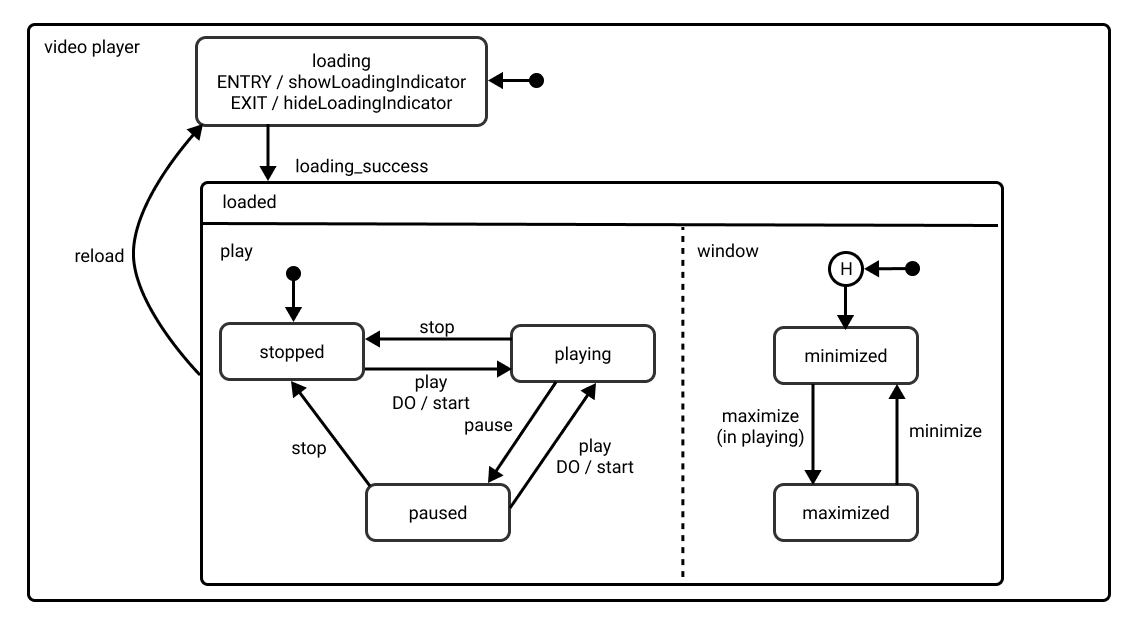 video player
loading
ENTRY / showLoadingIndicator
EXIT / hideLoadingIndicator
loading_success
loaded
reload
play
window
H
stopped
stop
playing
play
DO / start
minimized
pause
stop
play
DO / start
maximize
(in playing)
minimize
paused
maximized